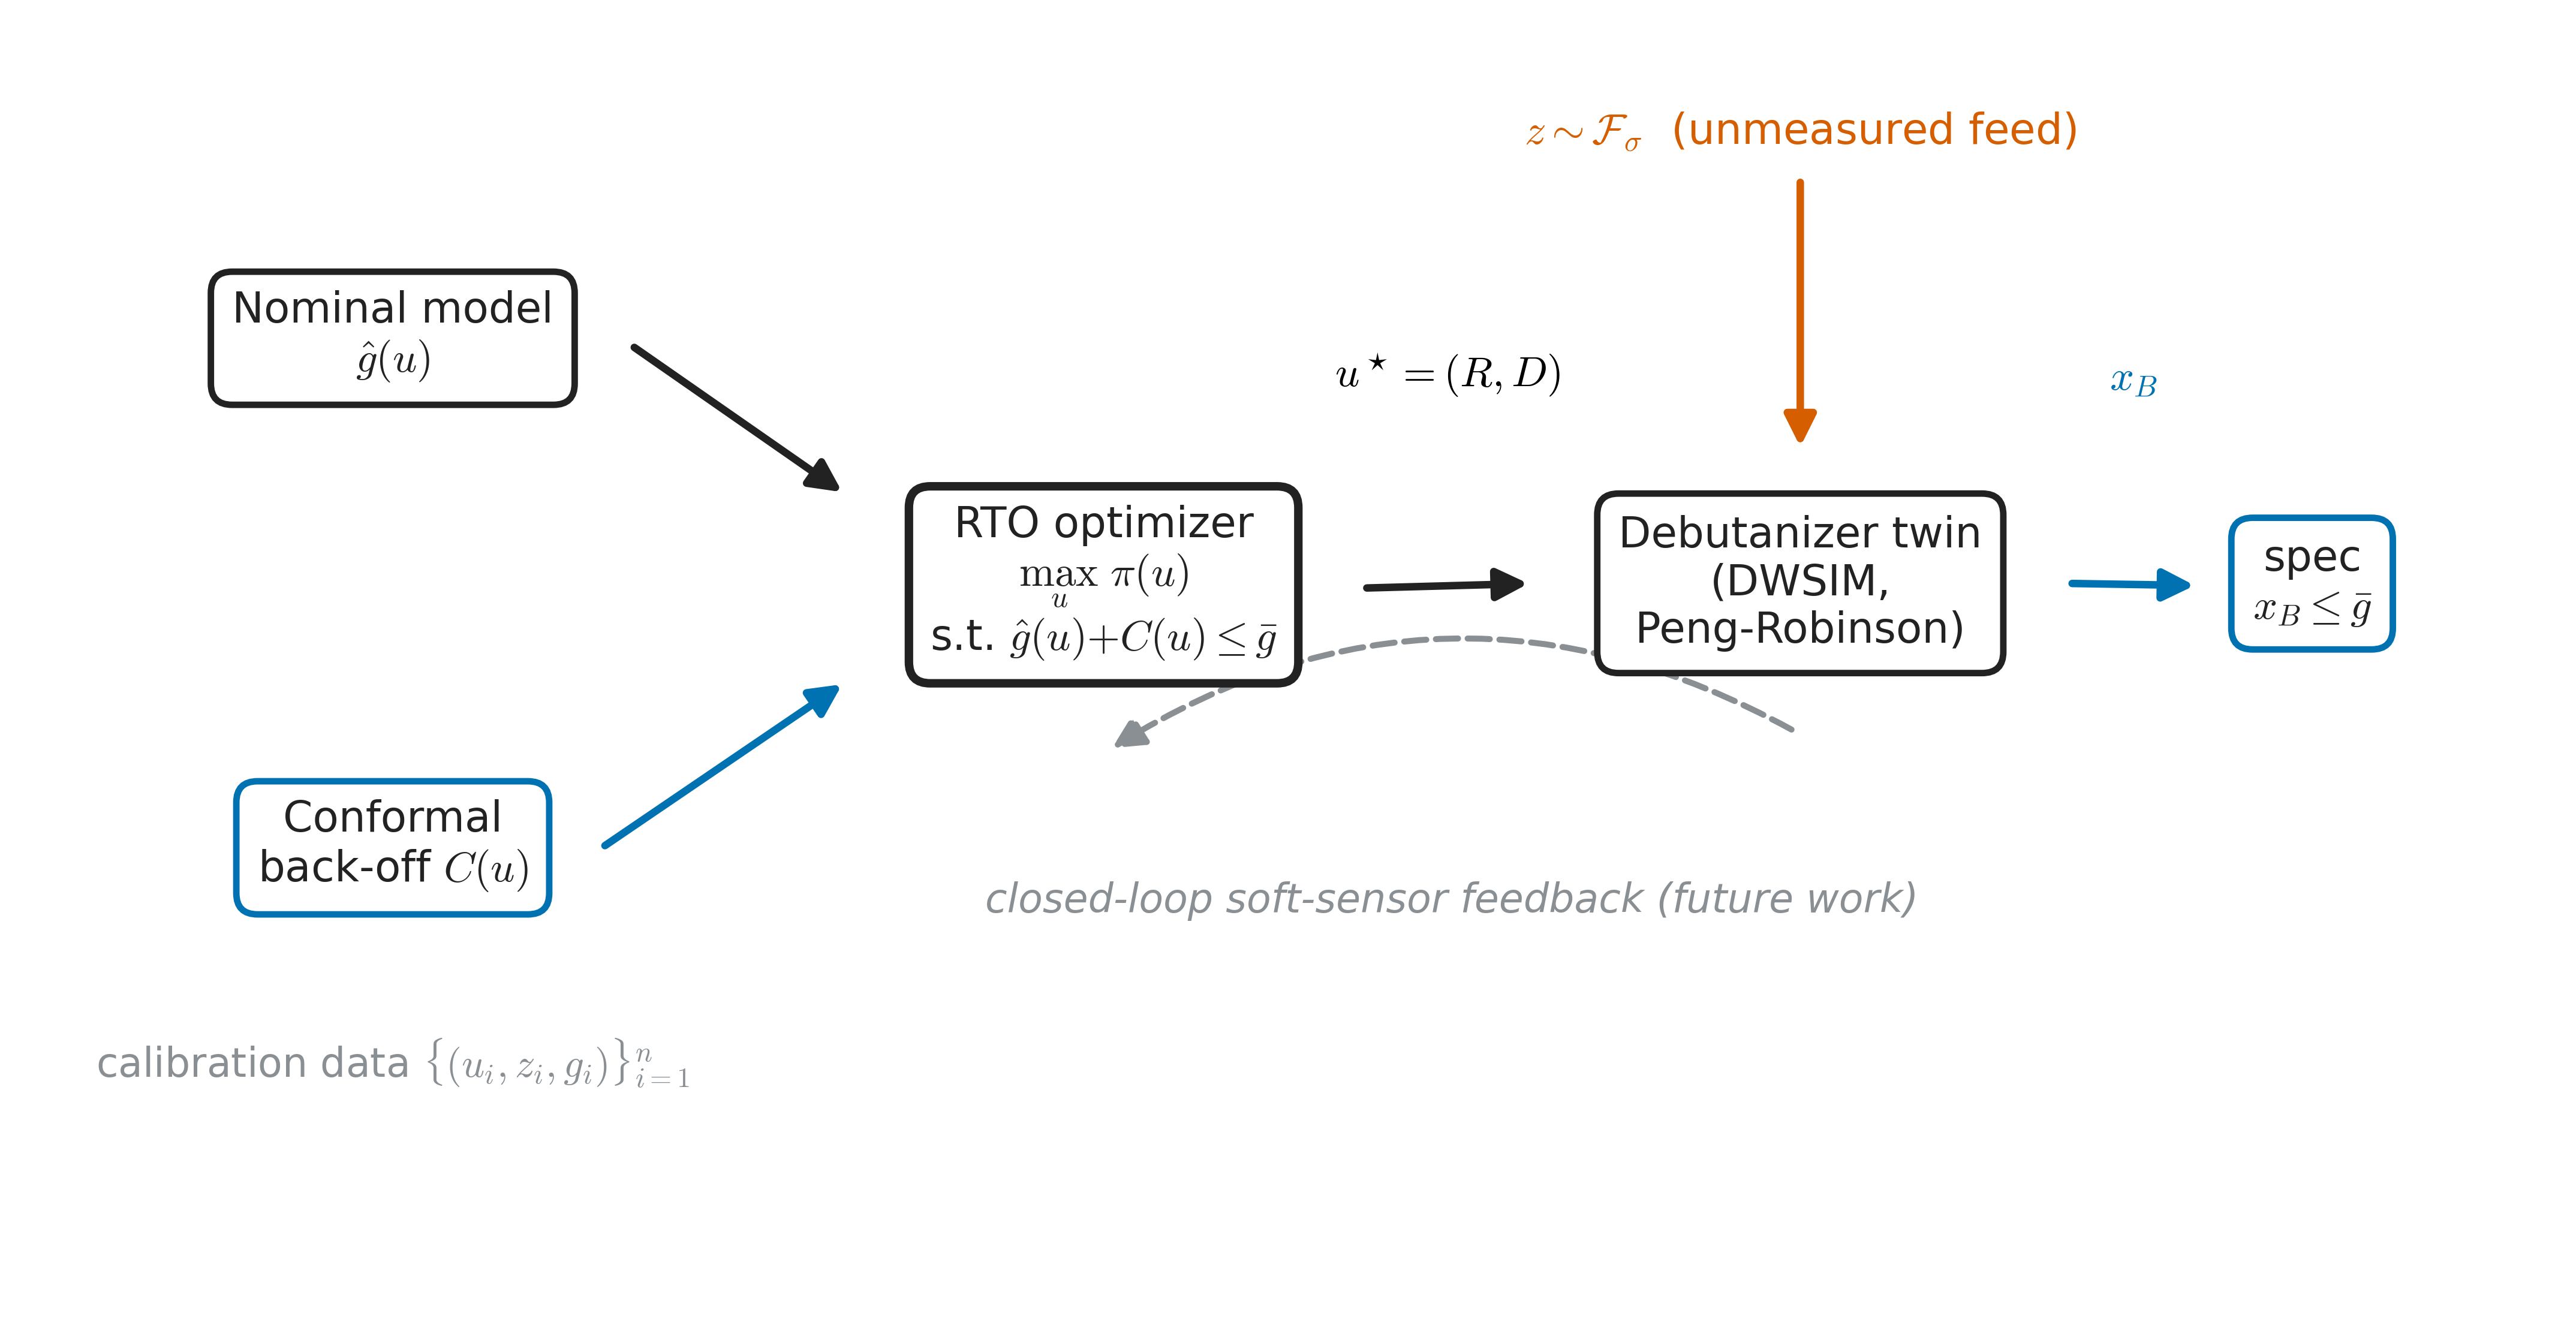 z ∼ ℱ_σ (unmeasured feed)
Nominal model
ĝ(u)
u⋆ = (R, D)
x_B
RTO optimizer
max_u π(u)
s.t. ĝ(u)+C(u) ≤ ḡ
Debutanizer twin
(DWSIM,
Peng-Robinson)
spec
x_B ≤ ḡ
Conformal
back-off C(u)
closed-loop soft-sensor feedback (future work)
calibration data {(u_i, z_i, g_i)}_{i=1}^n